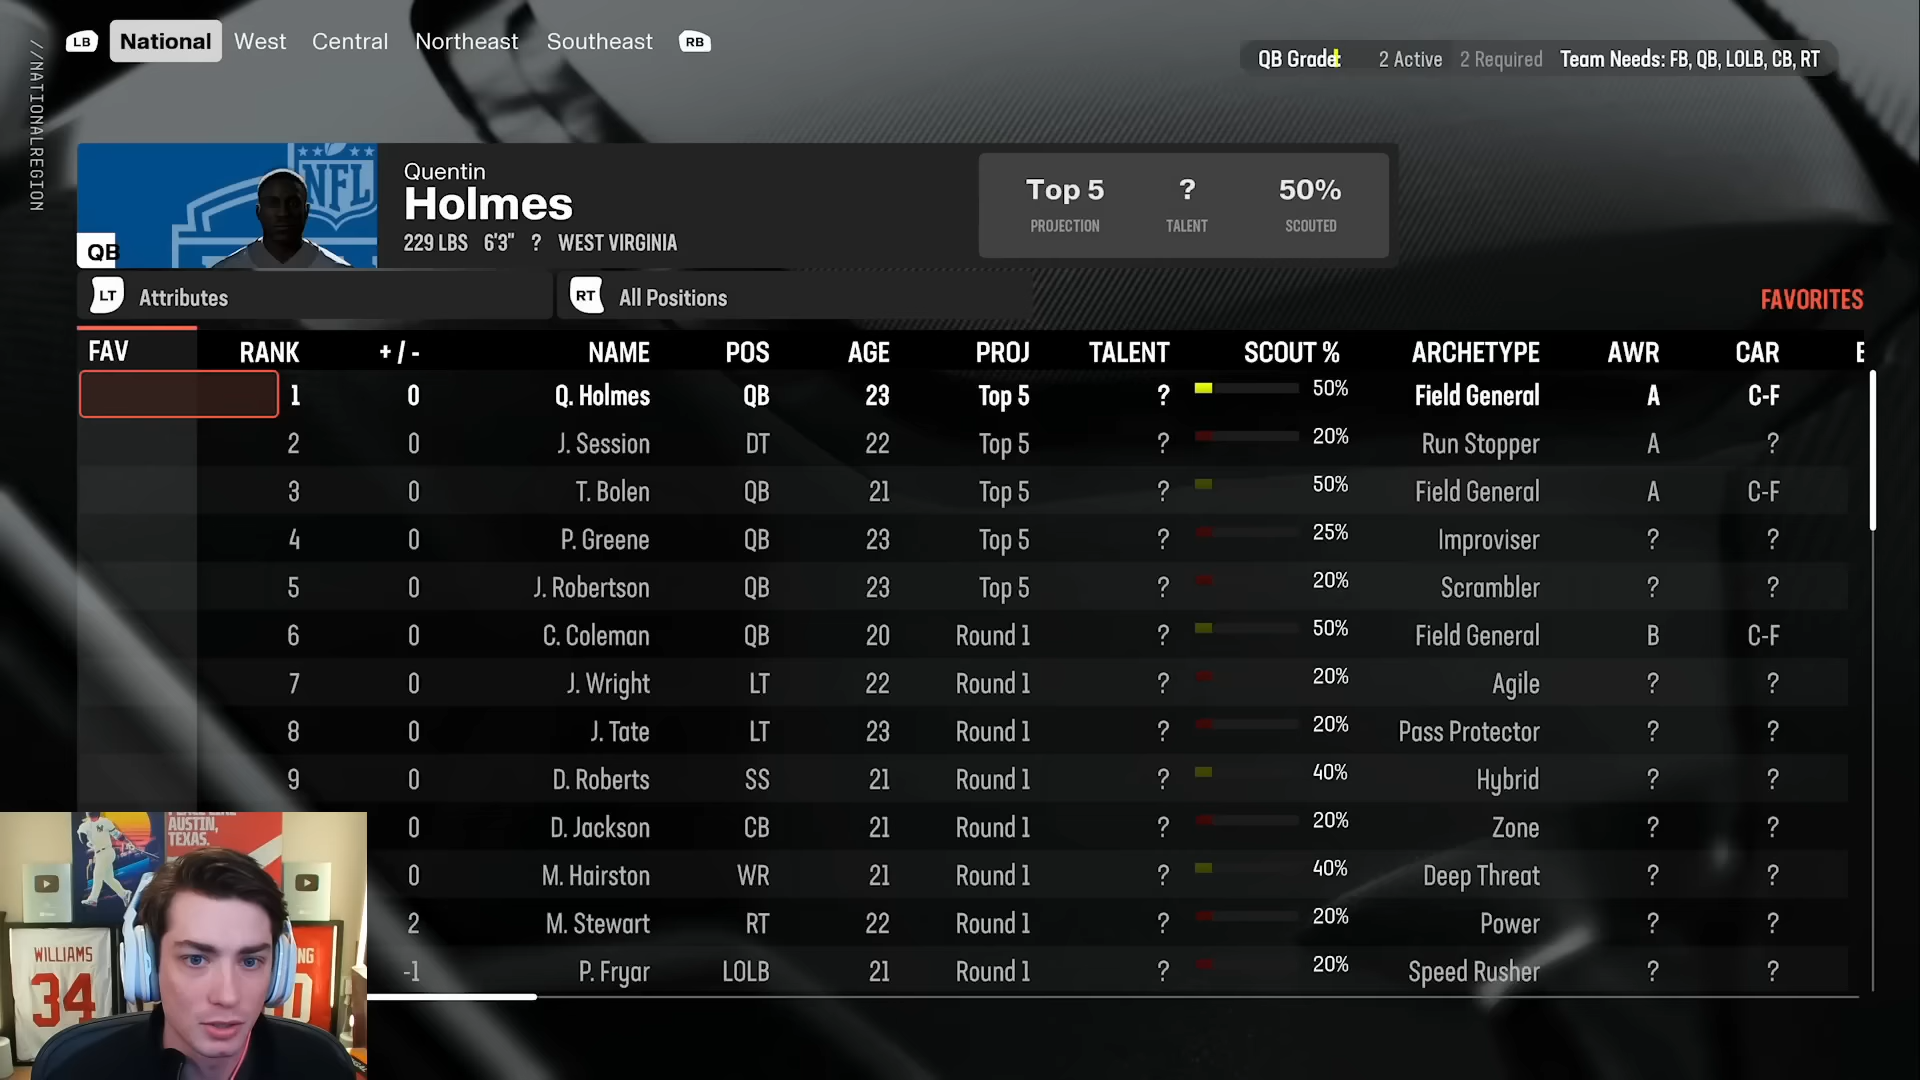 LB National West Central Northeast Southeast RB
QB Grade 2 Active 2 Required Team Needs: FB, QB, LOLB, CB, RT
//NATIONALREGION
NFL
QB
Quentin
Holmes
229 LBS 6'3" ? WEST VIRGINIA
Top 5 ? 50%
PROJECTION TALENT SCOUTED
LT Attributes RT All Positions
FAVORITES
FAV RANK + / - NAME POS AGE PROJ TALENT SCOUT % ARCHETYPE AWR CAR
1 0 Q. Holmes QB 23 Top 5 ? 50% Field General A C-F
2 0 J. Session DT 22 Top 5 ? 20% Run Stopper A ?
3 0 T. Bolen QB 21 Top 5 ? 50% Field General A C-F
4 0 P. Greene QB 23 Top 5 ? 25% Improviser ? ?
5 0 J. Robertson QB 23 Top 5 ? 20% Scrambler ? ?
6 0 C. Coleman QB 20 Round 1 ? 50% Field General B C-F
7 0 J. Wright LT 22 Round 1 ? 20% Agile ? ?
8 0 J. Tate LT 23 Round 1 ? 20% Pass Protector ? ?
9 0 D. Roberts SS 21 Round 1 ? 40% Hybrid ? ?
0 D. Jackson CB 21 Round 1 ? 20% Zone ? ?
0 M. Hairston WR 21 Round 1 ? 40% Deep Threat ? ?
2 M. Stewart RT 22 Round 1 ? 20% Power ? ?
-1 P. Fryar LOLB 21 Round 1 ? 20% Speed Rusher ? ?
AUSTIN,
TEXAS.
WILLIAMS
34
NG